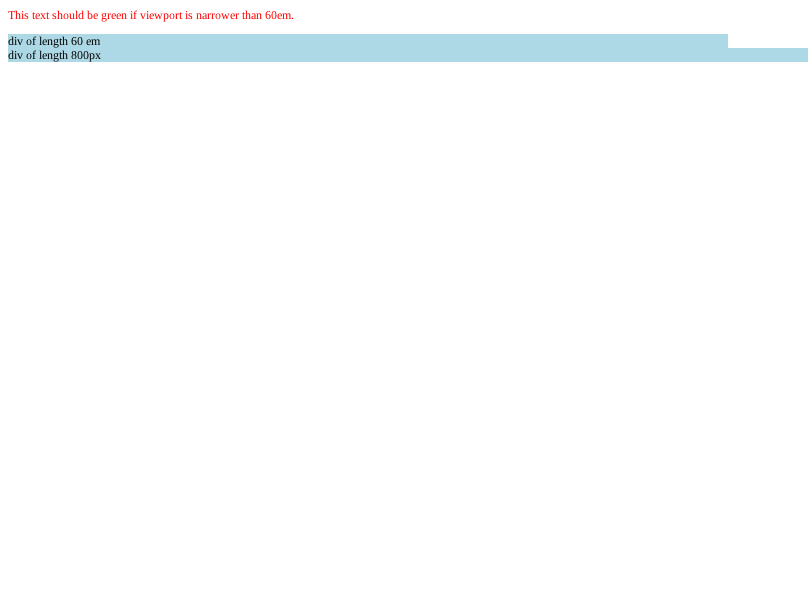 This text should be green if viewport is narrower than 60em.
div of length 60 em
div of length 800px